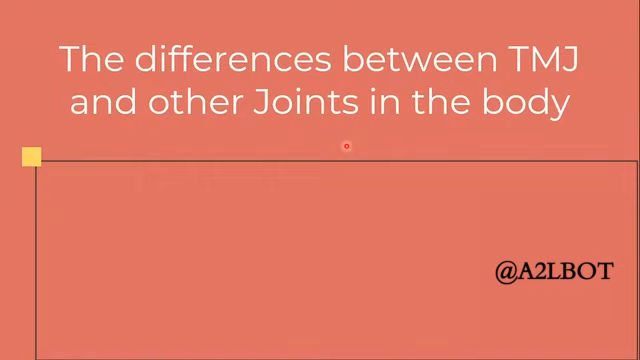 The differences between TMJ
and other Joints in the body
@A2LBOT